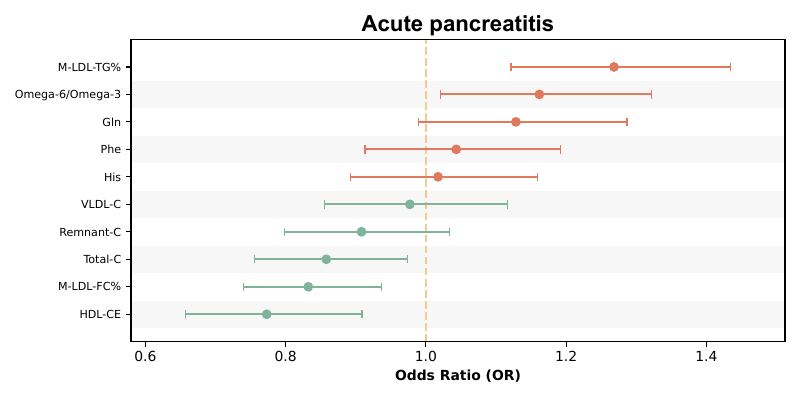 Acute pancreatitis
M-LDL-TG%
Omega-6/Omega-3
Gln
Phe
His
VLDL-C
Remnant-C
Total-C
M-LDL-FC%
HDL-CE
0.6 0.8 1.0 1.2 1.4
Odds Ratio (OR)